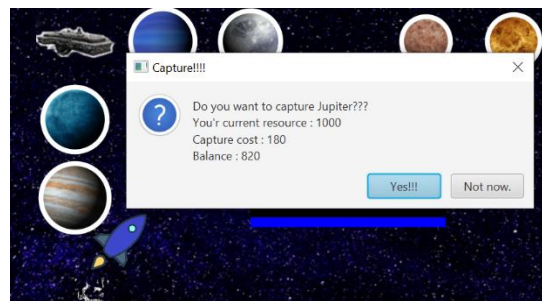 Capture!!!!
Do you want to capture Jupiter???
You'r current resource : 1000
Capture cost : 180
Balance : 820
Yes!!! Not now.